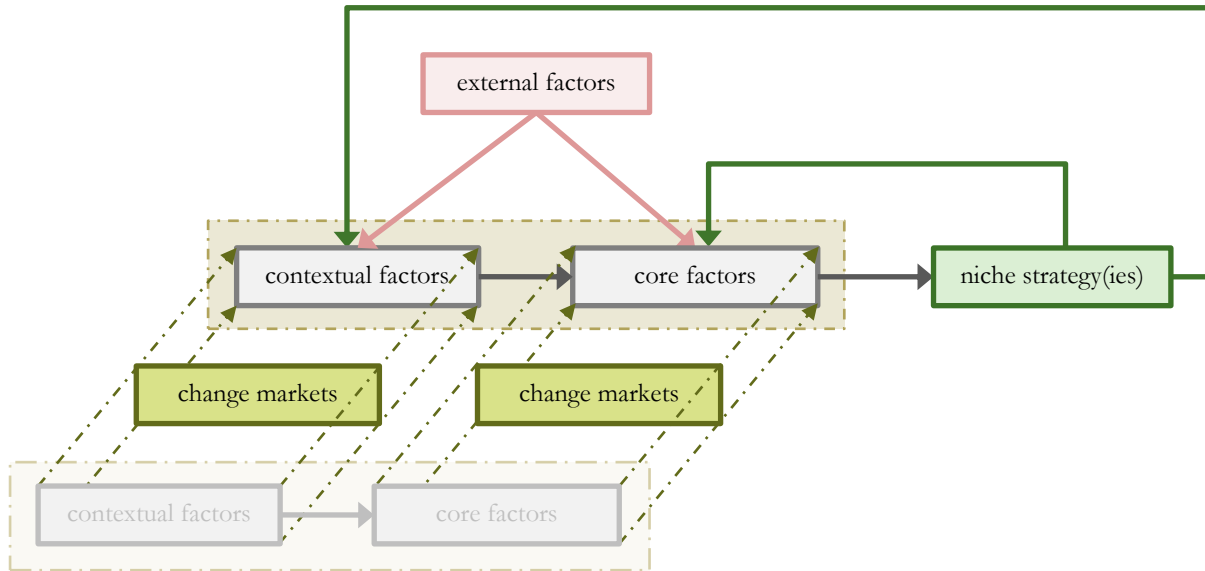 external factors
contextual factors
core factors
niche strategy(ies)
change markets
change markets
contextual factors
core factors